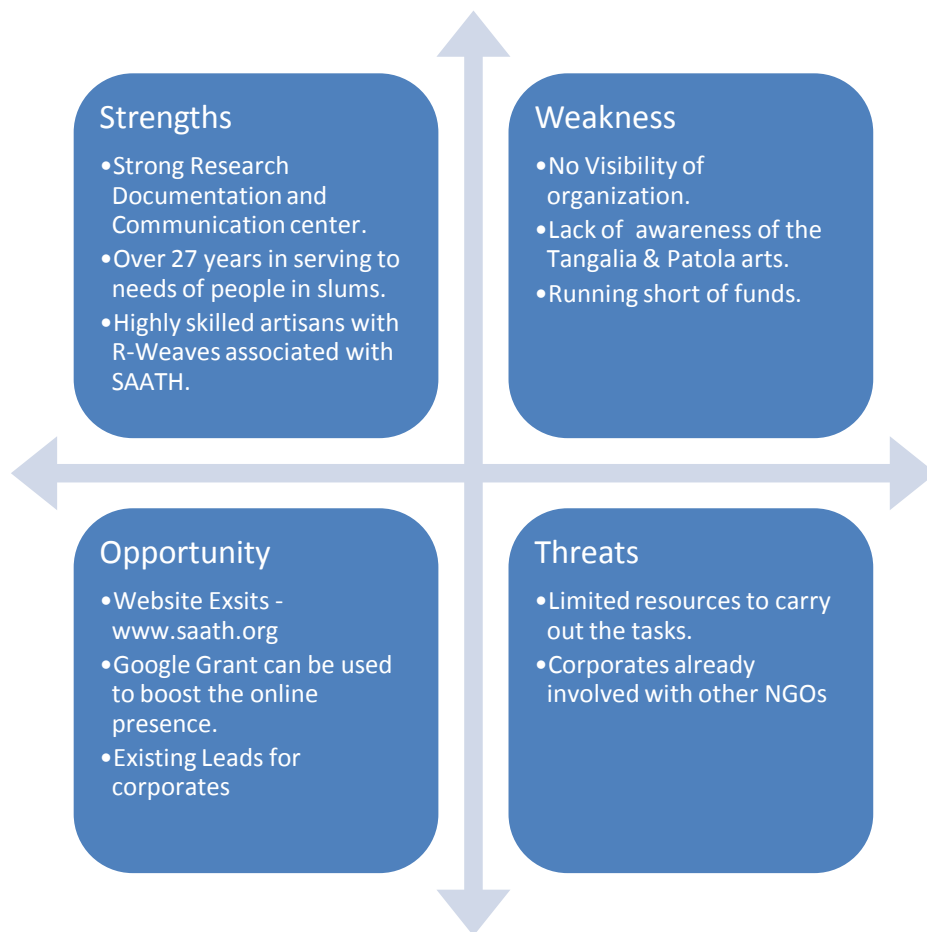 Strengths
•Strong Research
Documentation and
Communication center.
•Over 27 years in serving to
needs of people in slums.
•Highly skilled artisans with
R-Weaves associated with
SAATH.
Weakness
•No Visibility of
organization.
•Lack of awareness of the
Tangalia & Patola arts.
•Running short of funds.
Opportunity
•Website Exsits -
www.saath.org
•Google Grant can be used
to boost the online
presence.
•Existing Leads for
corporates
Threats
•Limited resources to carry
out the tasks.
•Corporates already
involved with other NGOs